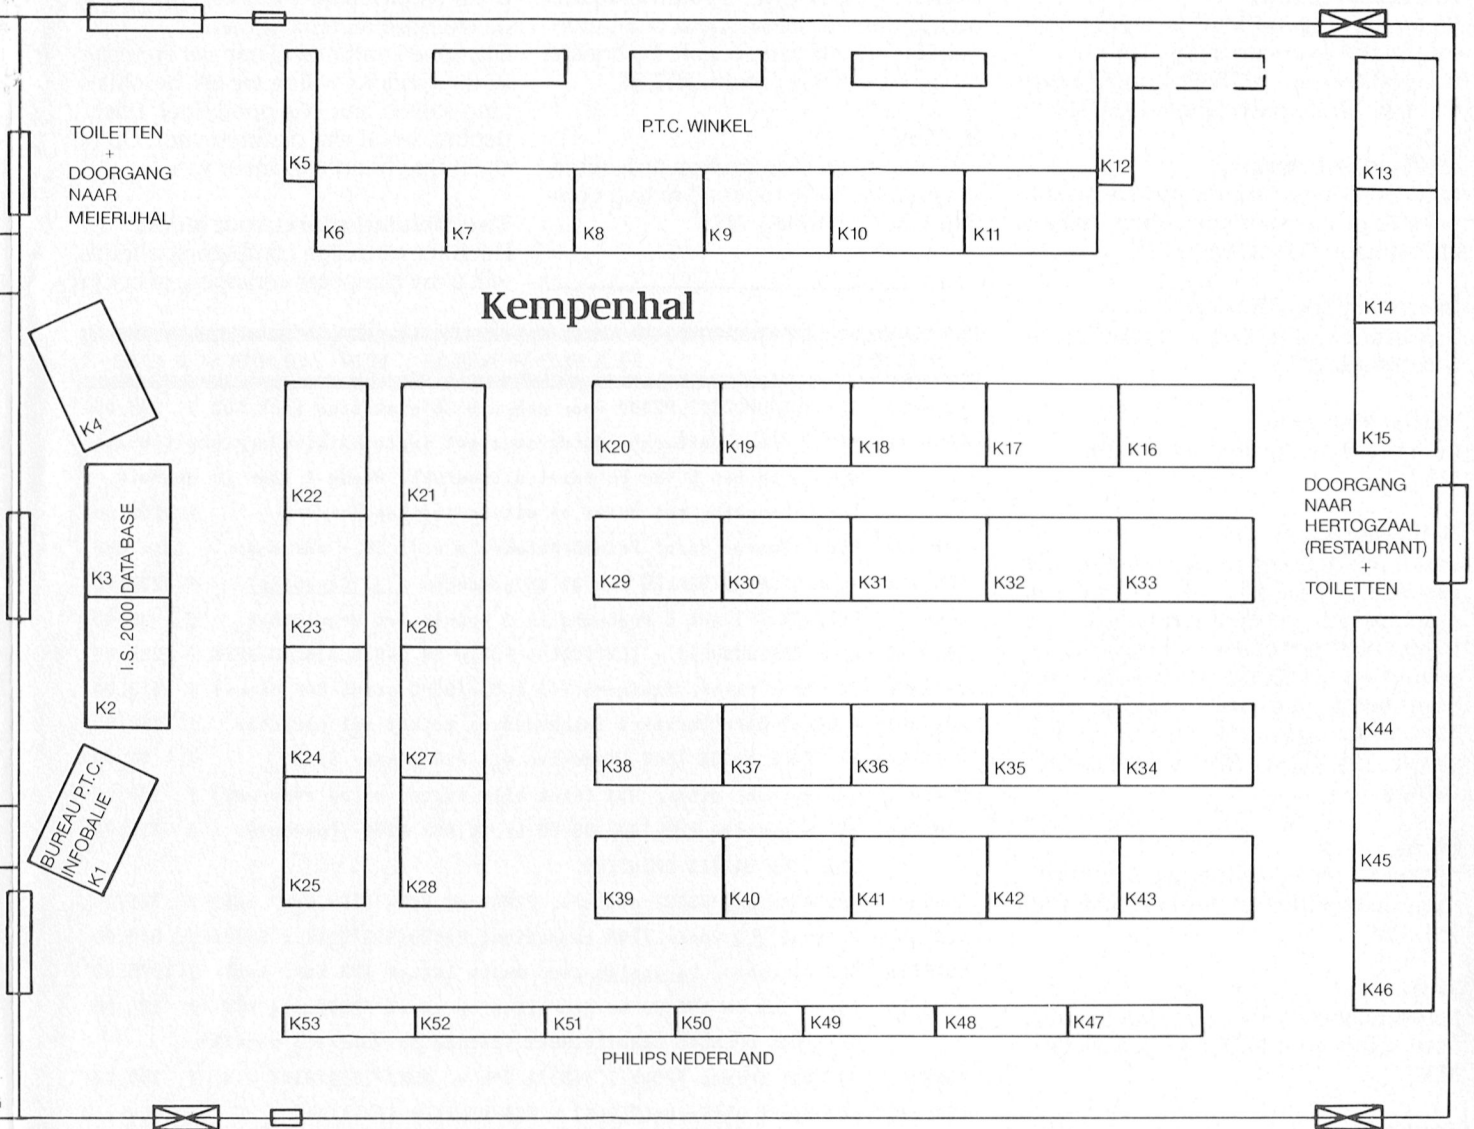 TOILETTEN
+
DOORGANG
NAAR
MEIERIJHAL
P.T.C. WINKEL
K5
K6
K7
K8
K9
K10
K11
K12
K13
K14
K15
Kempenhal
K4
K3
K2
I.S. 2000 DATA BASE
BUREAU P.T.C.
INFOBALIE
K1
K22
K21
K23
K26
K24
K27
K25
K28
K20
K19
K18
K17
K16
K29
K30
K31
K32
K33
K38
K37
K36
K35
K34
K39
K40
K41
K42
K43
DOORGANG
NAAR
HERTOGZAAL
(RESTAURANT)
+
TOILETTEN
K44
K45
K46
K53
K52
K51
K50
K49
K48
K47
PHILIPS NEDERLAND